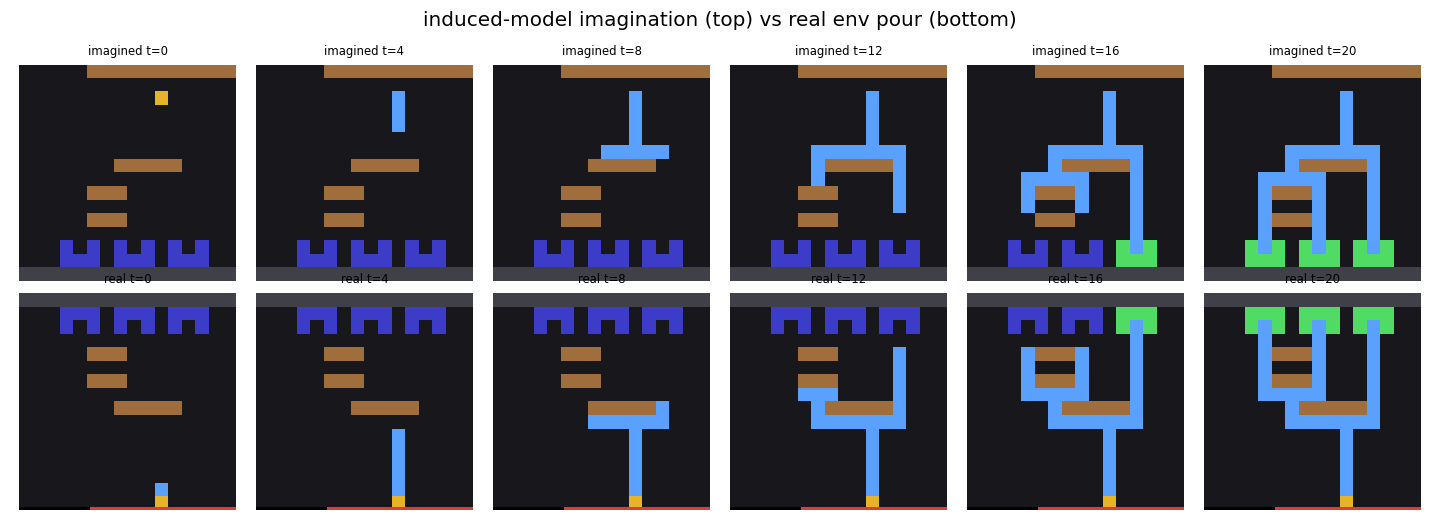 induced-model imagination (top) vs real env pour (bottom)
imagined t=0
imagined t=4
imagined t=8
imagined t=12
imagined t=16
imagined t=20
real t=0
real t=4
real t=8
real t=12
real t=16
real t=20